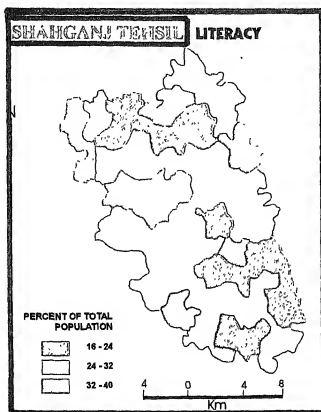 SHAHGANJ TEHSIL LITERACY
PERCENT OF TOTAL
POPULATION
16 - 24
24 - 32
32 - 40
4 0 4 8
Km